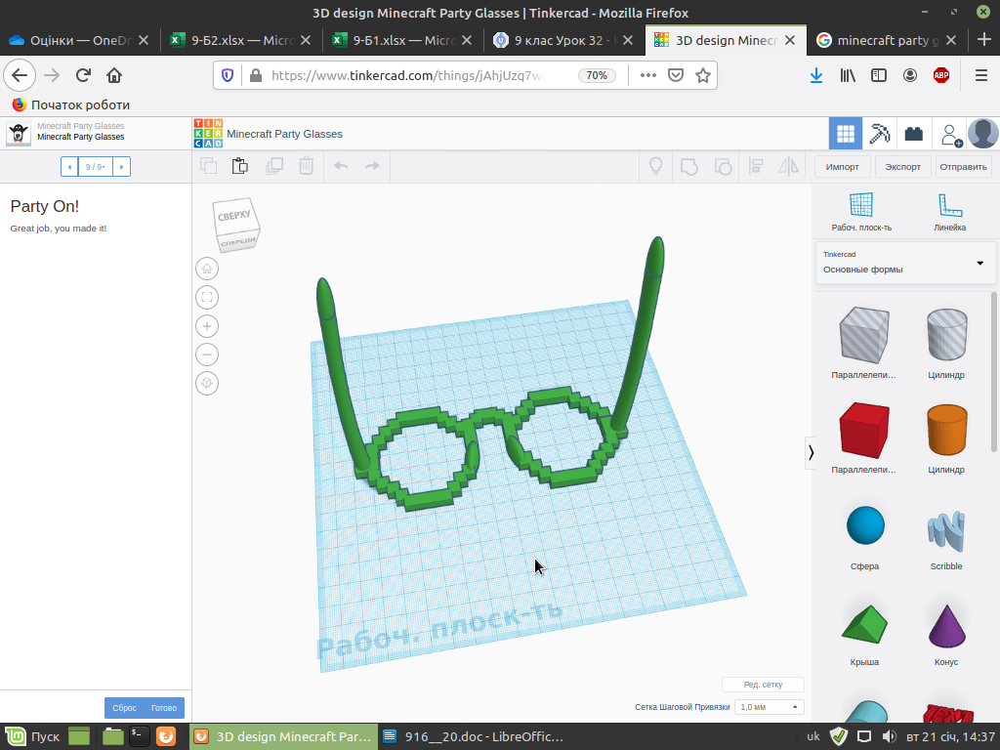 3D design Minecraft Party Glasses | Tinkercad - Mozilla Firefox
Оцінки — OneDr
9-Б2.xlsx — Micro
9-Б1.xlsx — Micro
9 клас Урок 32 -
3D design Minecr
minecraft party g
https://www.tinkercad.com/things/jAhjUzq7w
70%
ABP
Початок роботи
Minecraft Party Glasses
Minecraft Party Glasses
TIN
KER
CAD
Minecraft Party Glasses
9 / 9
Импорт
Экспорт
Отправить
Party On!
Great job, you made it!
СВЕРХУ
СПЕРЕДИ
Рабоч. плоск-ть
Линейка
Tinkercad
Основные формы
Параллелепи...
Цилиндр
Параллелепи...
Цилиндр
Сфера
Scribble
Крыша
Конус
Рабоч. плоск-ть
Ред. сетку
Сетка Шаговой Привязки
1,0 мм
Сброс
Готово
Пуск
3D design Minecraft Par...
916__20.doc - LibreOffic...
uk
вт 21 січ, 14:37